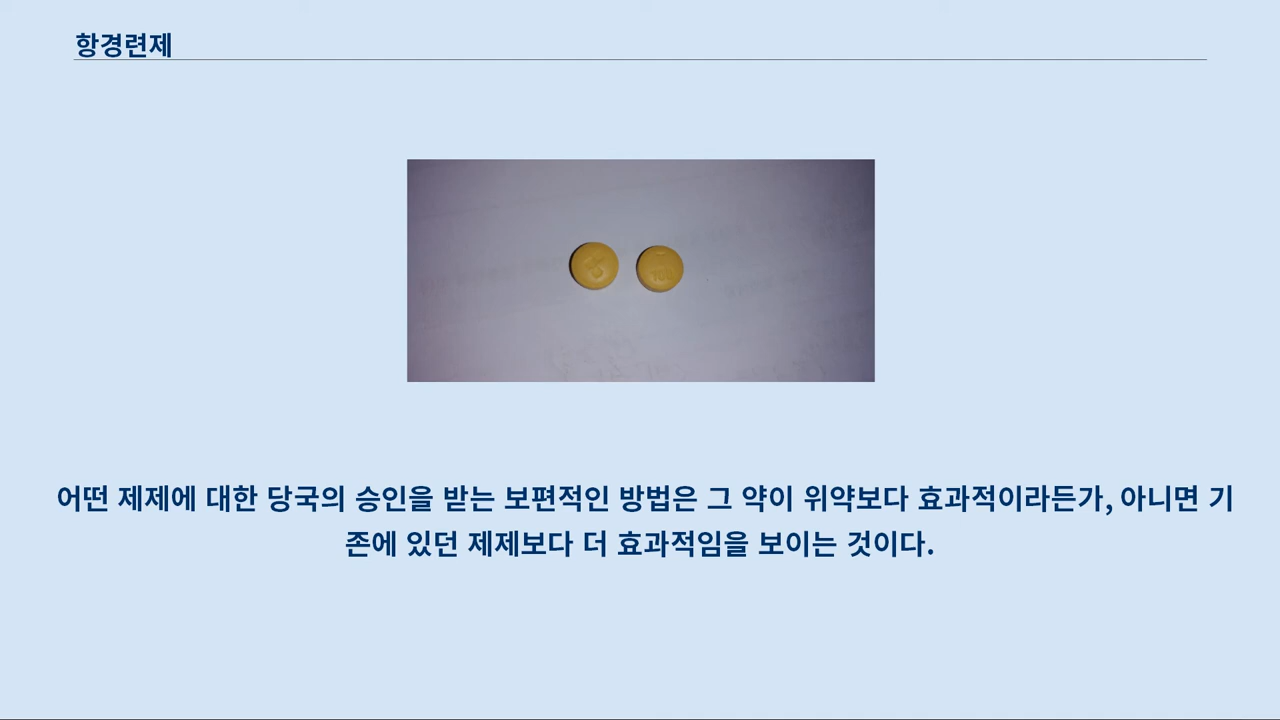 항경련제
100
어떤 제제에 대한 당국의 승인을 받는 보편적인 방법은 그 약이 위약보다 효과적이라든가, 아니면 기
존에 있던 제제보다 더 효과적임을 보이는 것이다.